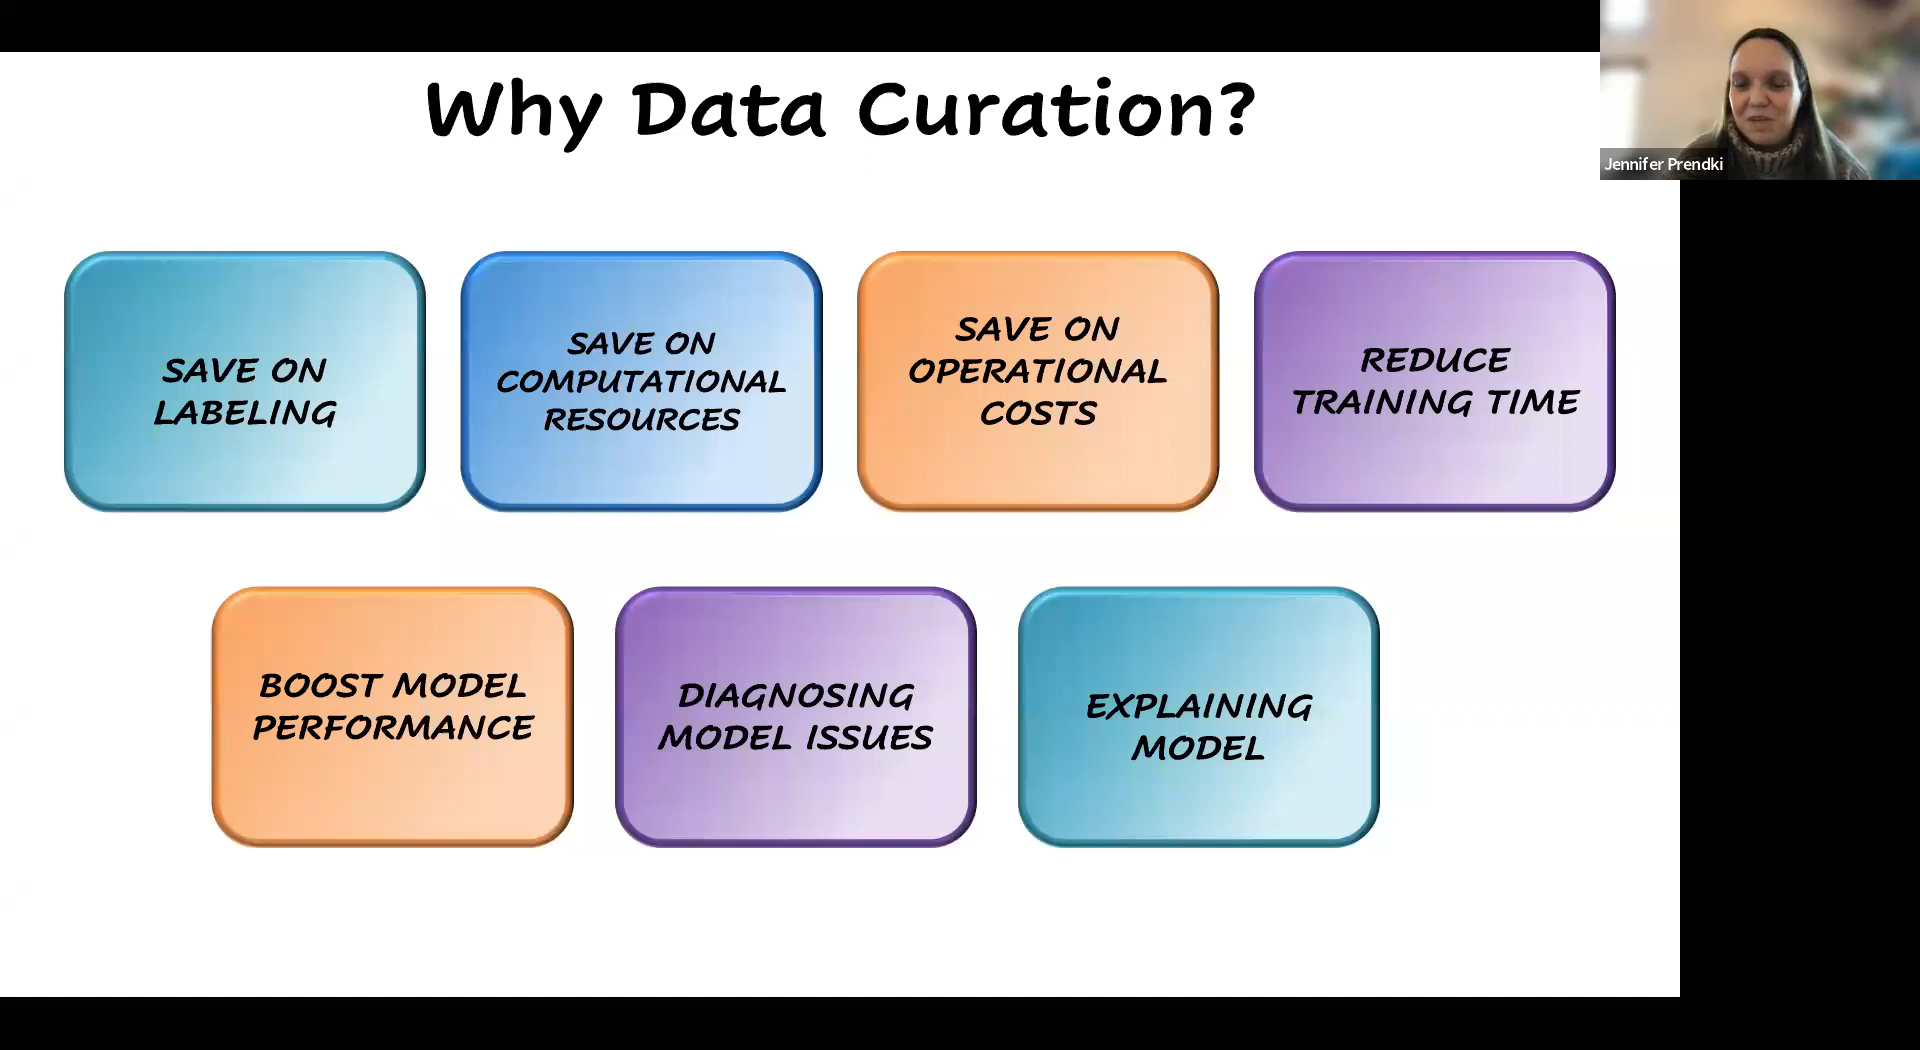 Why Data Curation?
Jennifer Prendki
SAVE ON
LABELING
SAVE ON
COMPUTATIONAL
RESOURCES
SAVE ON
OPERATIONAL
COSTS
REDUCE
TRAINING TIME
BOOST MODEL
PERFORMANCE
DIAGNOSING
MODEL ISSUES
EXPLAINING
MODEL